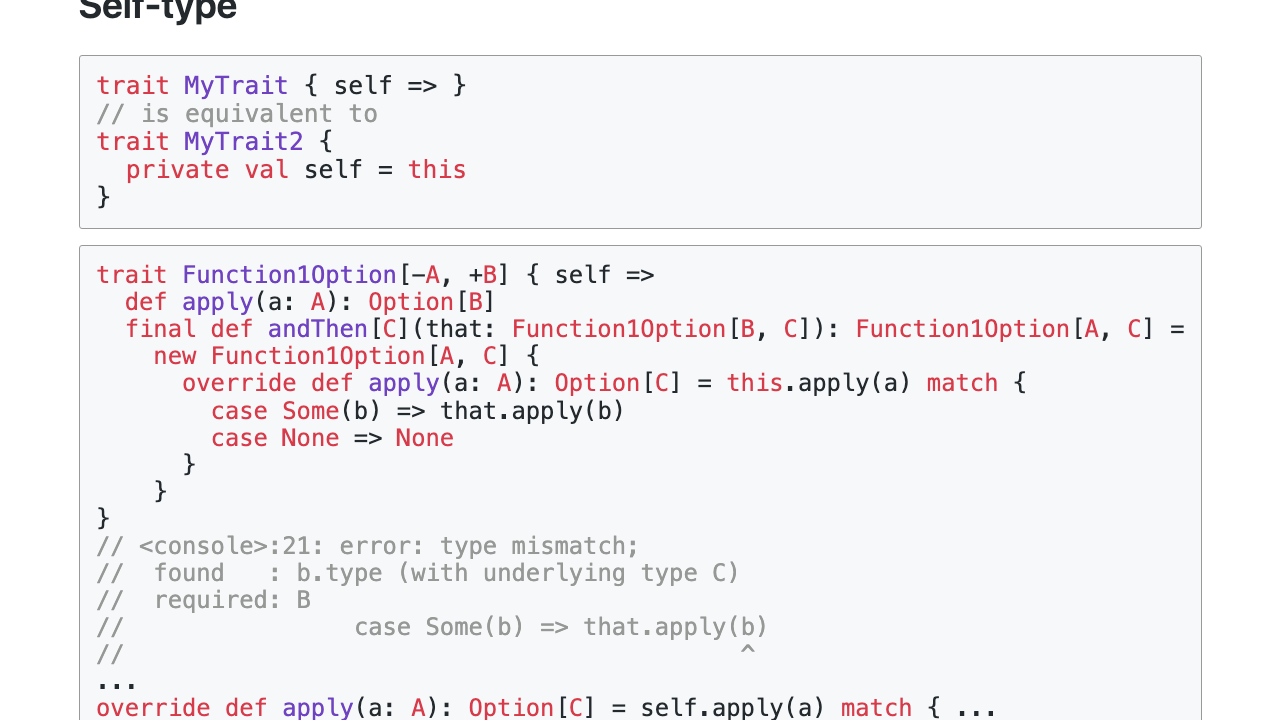 Self-type
trait MyTrait { self => }
// is equivalent to
trait MyTrait2 {
  private val self = this
}
trait Function1Option[-A, +B] { self =>
  def apply(a: A): Option[B]
  final def andThen[C](that: Function1Option[B, C]): Function1Option[A, C] =
    new Function1Option[A, C] {
      override def apply(a: A): Option[C] = this.apply(a) match {
        case Some(b) => that.apply(b)
        case None => None
      }
    }
}
// <console>:21: error: type mismatch;
//  found   : b.type (with underlying type C)
//  required: B
//                case Some(b) => that.apply(b)
//                                           ^
...
override def apply(a: A): Option[C] = self.apply(a) match { ...